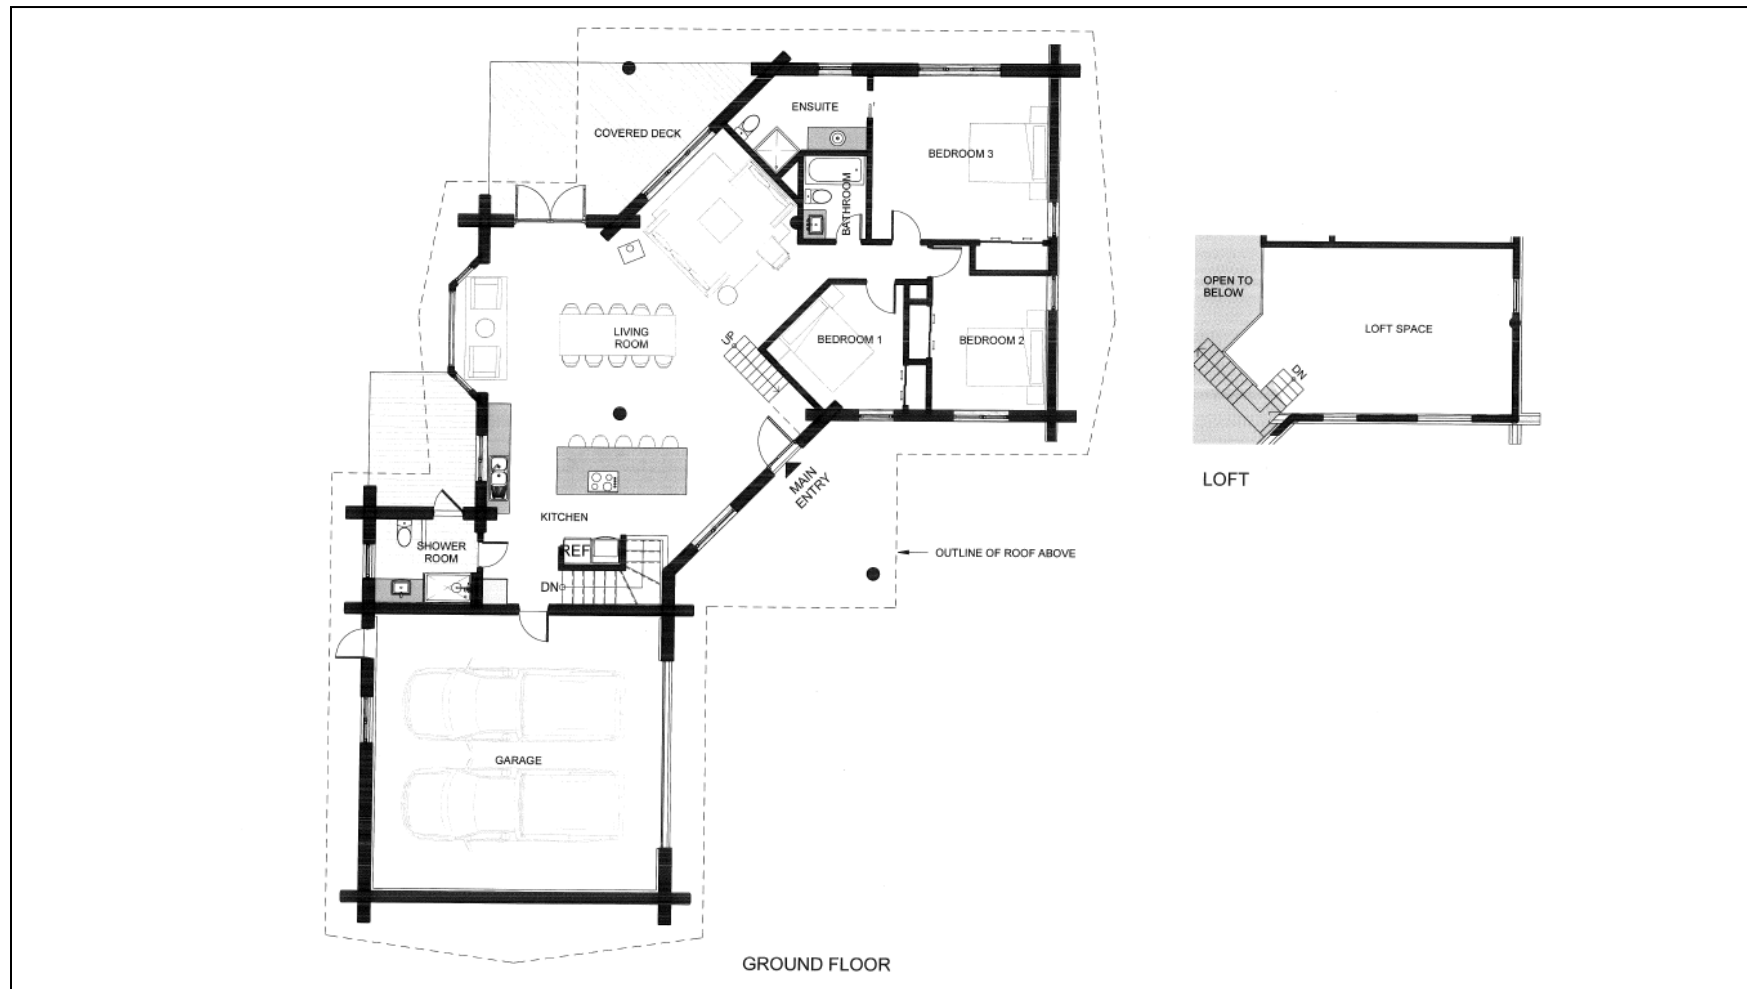 ENSUITE
COVERED DECK
BEDROOM 3
BATHROOM
LIVING
ROOM
UP
BEDROOM 1
BEDROOM 2
MAIN
ENTRY
KITCHEN
SHOWER
ROOM
REF
DN
OUTLINE OF ROOF ABOVE
GARAGE
GROUND FLOOR
OPEN TO
BELOW
LOFT SPACE
DN
LOFT